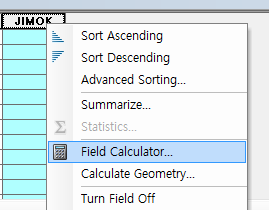 JIMOK
Sort Ascending
Sort Descending
Advanced Sorting...
Summarize...
Σ Statistics...
Field Calculator...
Calculate Geometry...
Turn Field Off